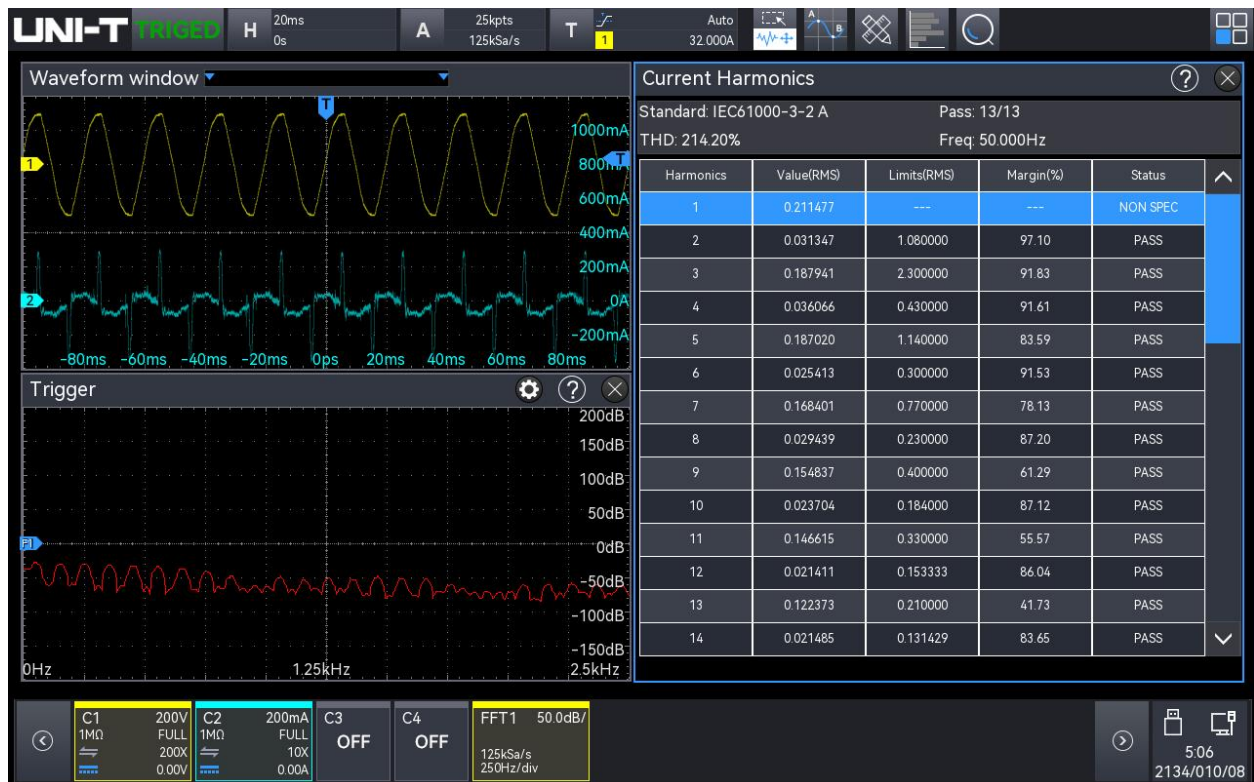 UNI-T TRIGED H 20ms 0s A 25kpts 125kSa/s T 1 Auto 32.000A A B
Waveform window
T
1000mA
1 800mA T
600mA
400mA
200mA
2 0A
-200mA
-80ms -60ms -40ms -20ms 0ps 20ms 40ms 60ms 80ms
Trigger ?
200dB
150dB
100dB
50dB
F1 0dB
-50dB
-100dB
-150dB
0Hz 1.25kHz 2.5kHz
Current Harmonics ?
Standard: IEC61000-3-2 A Pass: 13/13
THD: 214.20% Freq: 50.000Hz
Harmonics Value(RMS) Limits(RMS) Margin(%) Status
1 0.211477 --- --- NON SPEC
2 0.031347 1.080000 97.10 PASS
3 0.187941 2.300000 91.83 PASS
4 0.036066 0.430000 91.61 PASS
5 0.187020 1.140000 83.59 PASS
6 0.025413 0.300000 91.53 PASS
7 0.168401 0.770000 78.13 PASS
8 0.029439 0.230000 87.20 PASS
9 0.154837 0.400000 61.29 PASS
10 0.023704 0.184000 87.12 PASS
11 0.146615 0.330000 55.57 PASS
12 0.021411 0.153333 86.04 PASS
13 0.122373 0.210000 41.73 PASS
14 0.021485 0.131429 83.65 PASS
C1 200V
1MΩ FULL
200X
0.00V
C2 200mA
1MΩ FULL
10X
0.00A
C3
OFF
C4
OFF
FFT1 50.0dB/
125kSa/s
250Hz/div
5:06
2134/010/08